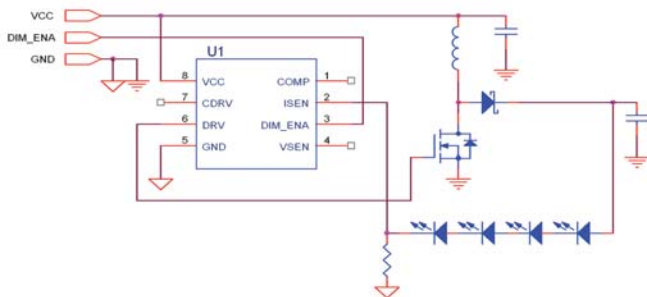 VCC
DIM_ENA
GND
U1
8 VCC COMP 1
7 CDRV ISEN 2
6 DRV DIM_ENA 3
5 GND VSEN 4